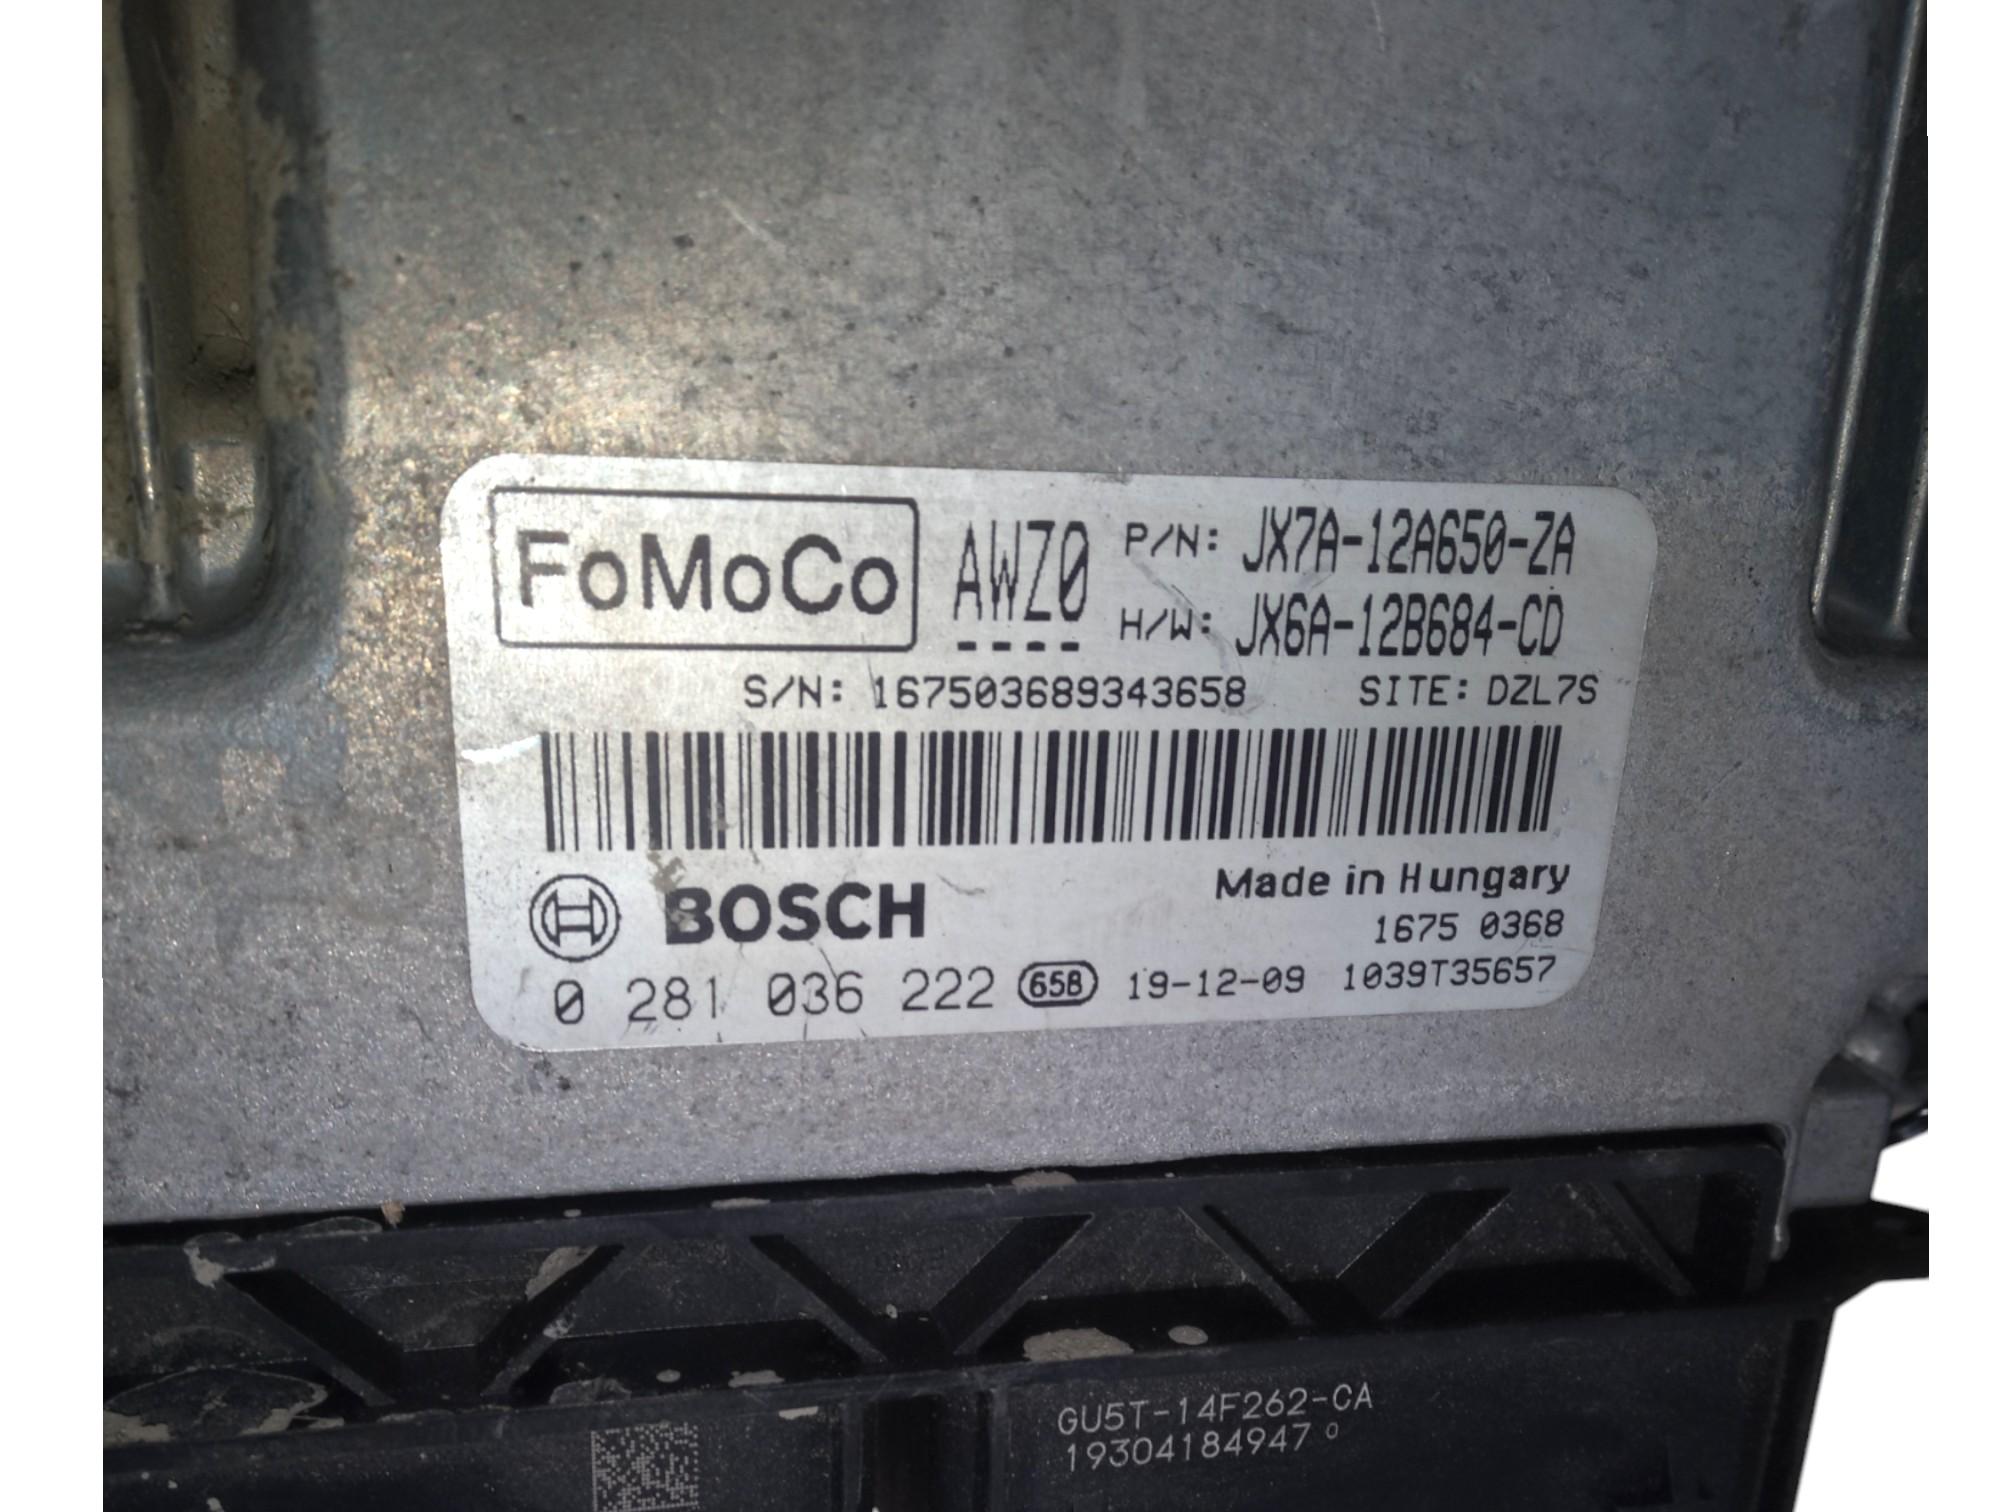 FoMoCo AWZ0 P/N: JX7A-12A650-ZA
H/W: JX6A-12B684-CD
S/N: 167503689343658 SITE: DZL7S
BOSCH Made in Hungary
1675 0368
0 281 036 222 65B 19-12-09 1039T35657
GU5T-14F262-CA
19304184947